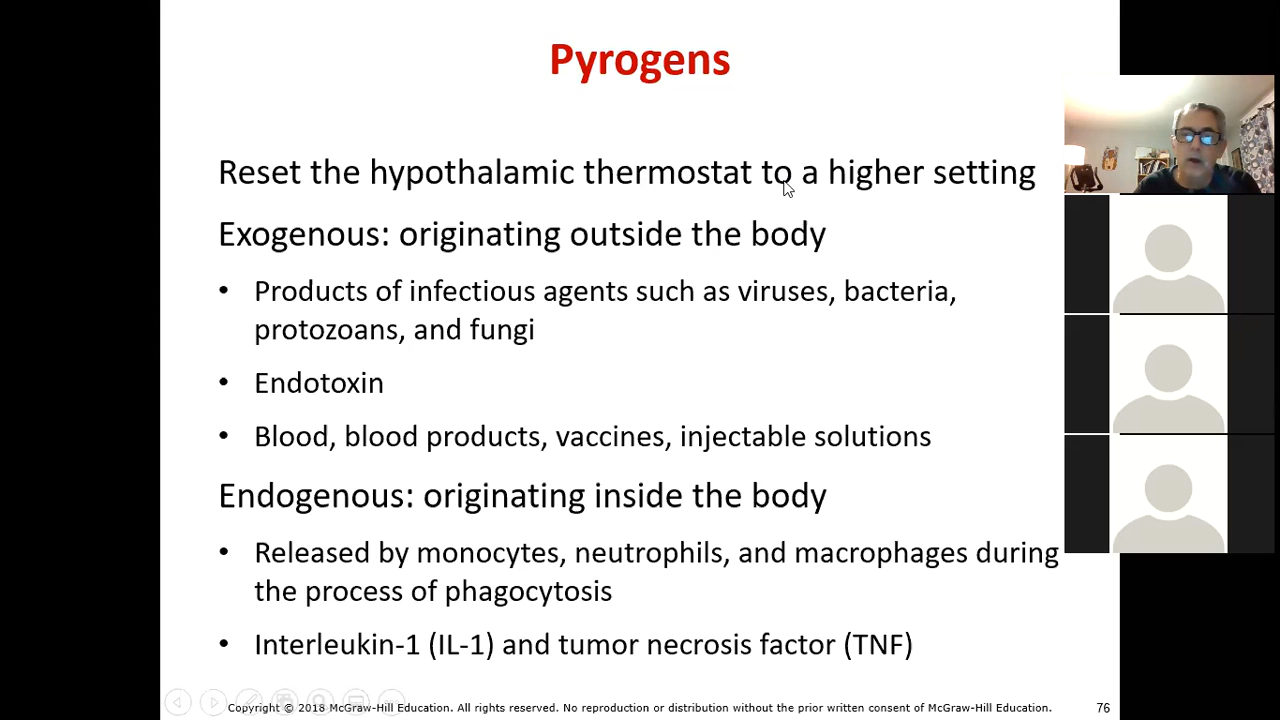 Pyrogens
Reset the hypothalamic thermostat to a higher setting
Exogenous: originating outside the body
• Products of infectious agents such as viruses, bacteria,
protozoans, and fungi
• Endotoxin
• Blood, blood products, vaccines, injectable solutions
Endogenous: originating inside the body
• Released by monocytes, neutrophils, and macrophages during
the process of phagocytosis
• Interleukin-1 (IL-1) and tumor necrosis factor (TNF)
Copyright © 2018 McGraw-Hill Education. All rights reserved. No reproduction or distribution without the prior written consent of McGraw-Hill Education.
76